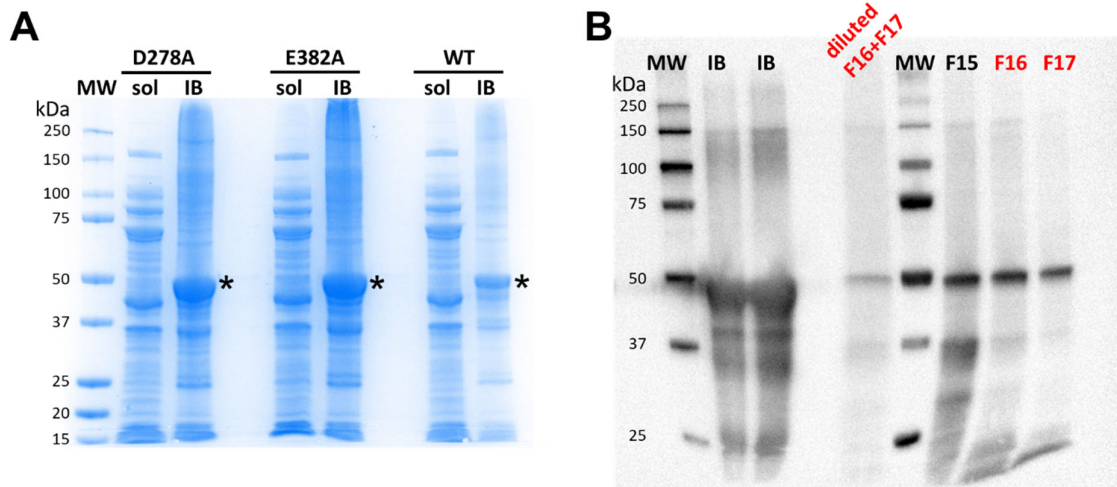 A
D278A E382A WT
MW sol IB sol IB sol IB
kDa
250
150
100
75
50 * * *
37
25
20
15
B
diluted
F16+F17
MW IB IB MW F15 F16 F17
kDa
250
150
100
75
50
37
25